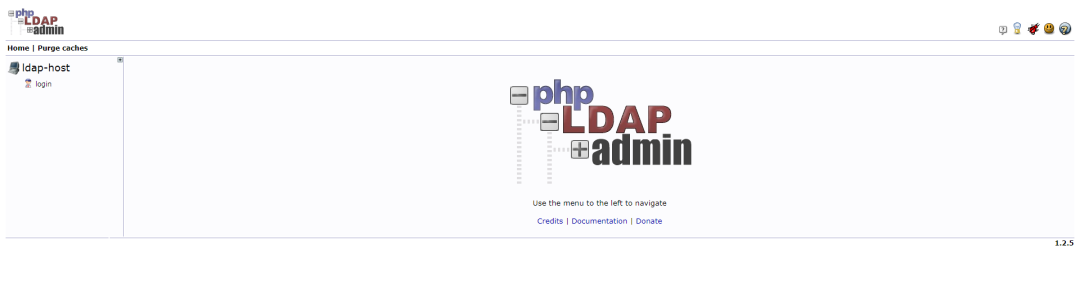 php
LDAP
admin
Home | Purge caches
ldap-host
login
php
LDAP
admin
Use the menu to the left to navigate
Credits | Documentation | Donate
1.2.5